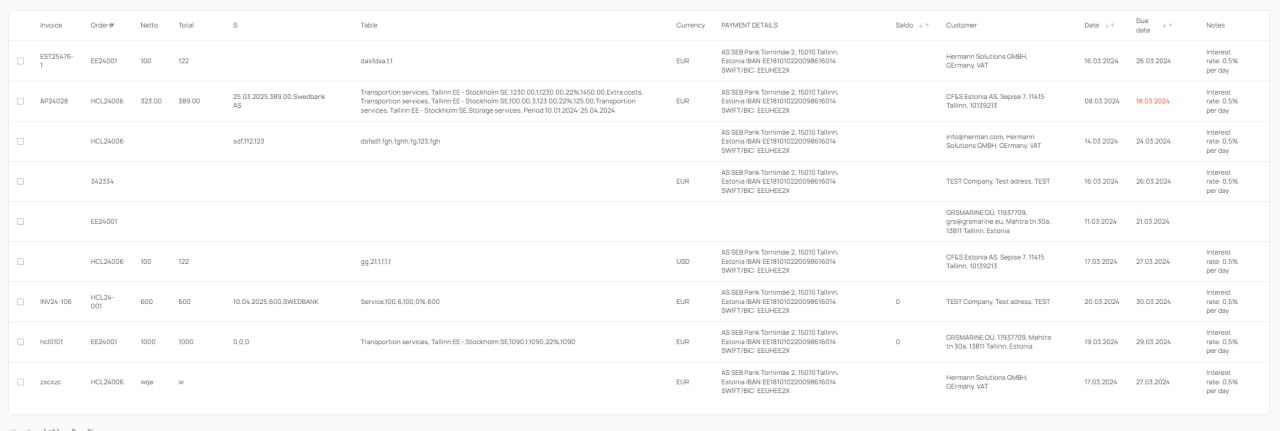 Invoice Order# Netto Total S Table Currency PAYMENT DETAILS Saldo Customer Date Due date Notes
EST25476-1 EE24001 100 122 dasfdsa,1,1 EUR AS SEB Pank Tornimäe 2, 15010 Tallinn, Estonia IBAN:EE181010220098616014 SWIFT/BIC: EEUHEE2X Hermann Solutions GMBH, GErmany, VAT 16.03.2024 26.03.2024 Interest rate: 0,5% per day
AP24028 HCL24006 323.00 389.00 25.03.2025,389.00,Swedbank AS Transportion services, Tallinn EE - Stockholm SE,1230.00,1,1230.00,22%,1450.00,Extra costs, Transportion services, Tallinn EE - Stockholm SE,100.00,3,123.00,22%,125.00,Transportion services, Tallinn EE - Stockholm SE,Storage services. Period 10.01.2024-25.04.2024 EUR AS SEB Pank Tornimäe 2, 15010 Tallinn, Estonia IBAN:EE181010220098616014 SWIFT/BIC: EEUHEE2X CF&S Estonia AS, Sepise 7, 11415 Tallinn, 10139213 08.03.2024 18.03.2024 Interest rate: 0,5% per day
HCL24006 sdf,112,123 dsfsdf,fgh,fghh,fg,123,fgh AS SEB Pank Tornimäe 2, 15010 Tallinn, Estonia IBAN:EE181010220098616014 SWIFT/BIC: EEUHEE2X info@herman.com, Hermann Solutions GMBH, GErmany, VAT 14.03.2024 24.03.2024 Interest rate: 0,5% per day
342334 EUR AS SEB Pank Tornimäe 2, 15010 Tallinn, Estonia IBAN:EE181010220098616014 SWIFT/BIC: EEUHEE2X TEST Company, Test adress, TEST 16.03.2024 26.03.2024 Interest rate: 0,5% per day
EE24001 GRSMARINE OÜ, 11937709, grs@grsmarine.eu, Mahtra tn 30a, 13811 Tallinn, Estonia 11.03.2024 21.03.2024
HCL24006 100 122 gg,21,1,1,1,1 USD AS SEB Pank Tornimäe 2, 15010 Tallinn, Estonia IBAN:EE181010220098616014 SWIFT/BIC: EEUHEE2X CF&S Estonia AS, Sepise 7, 11415 Tallinn, 10139213 17.03.2024 27.03.2024 Interest rate: 0,5% per day
INV24-106 HCL24-001 600 600 10.04.2025,600,SWEDBANK Service,100,6,100,0%,600 EUR AS SEB Pank Tornimäe 2, 15010 Tallinn, Estonia IBAN:EE181010220098616014 SWIFT/BIC: EEUHEE2X 0 TEST Company, Test adress, TEST 20.03.2024 30.03.2024 Interest rate: 0,5% per day
hcl0101 EE24001 1000 1000 0,0,0 Transportion services, Tallinn EE - Stockholm SE,1090,1,1090,22%,1090 EUR AS SEB Pank Tornimäe 2, 15010 Tallinn, Estonia IBAN:EE181010220098616014 SWIFT/BIC: EEUHEE2X 0 GRSMARINE OÜ, 11937709, Mahtra tn 30a, 13811 Tallinn, Estonia 19.03.2024 29.03.2024 Interest rate: 0,5% per day
zxcxzc HCL24006 wqe w EUR AS SEB Pank Tornimäe 2, 15010 Tallinn, Estonia IBAN:EE181010220098616014 SWIFT/BIC: EEUHEE2X Hermann Solutions GMBH, GErmany, VAT 17.03.2024 27.03.2024 Interest rate: 0,5% per day